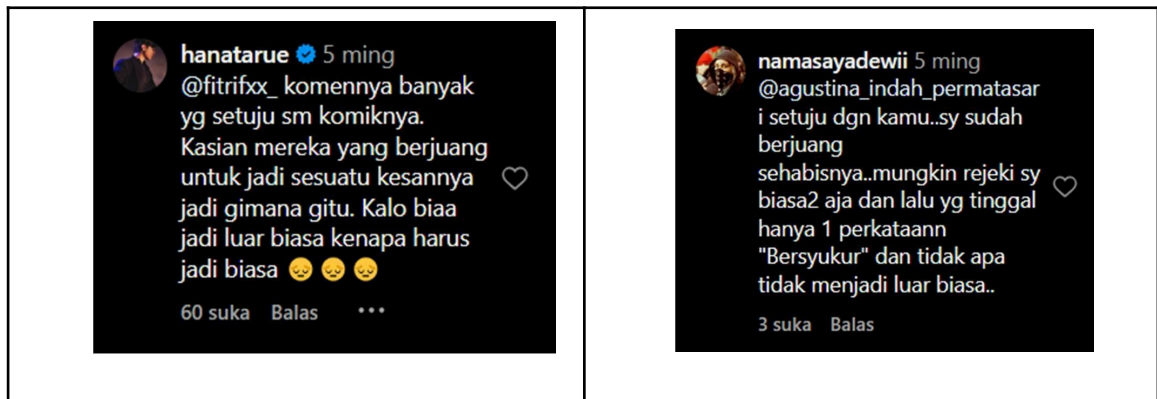 hanatarue 5 ming
@fitrifxx_ komennya banyak
yg setuju sm komiknya.
Kasian mereka yang berjuang
untuk jadi sesuatu kesannya
jadi gimana gitu. Kalo biaa
jadi luar biasa kenapa harus
jadi biasa 😞 😞 😞
60 suka Balas ...
namasayadewii 5 ming
@agustina_indah_permatasar
i setuju dgn kamu..sy sudah
berjuang
sehabisnya..mungkin rejeki sy
biasa2 aja dan lalu yg tinggal
hanya 1 perkataann
"Bersyukur" dan tidak apa
tidak menjadi luar biasa..
3 suka Balas